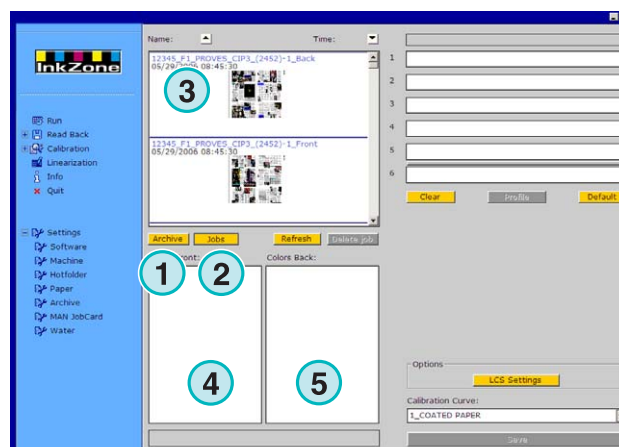 InkZone
Run
Read Back
Calibration
Linearization
Info
Quit
Settings
Software
Machine
Hotfolder
Paper
Archive
MAN JobCard
Water
Name: Time:
12345_F1_PROVES_CIP3_(2452)-1_Back
05/29/2006 08:45:30
3
12345_F1_PROVES_CIP3_(2452)-1_Front
05/29/2006 08:45:30
Archive Jobs Refresh Delete job
1 2
ront: Colors Back:
4 5
1
2
3
4
5
6
Clear Profile Default
Options
LCS Settings
Calibration Curve:
1_COATED PAPER
Save